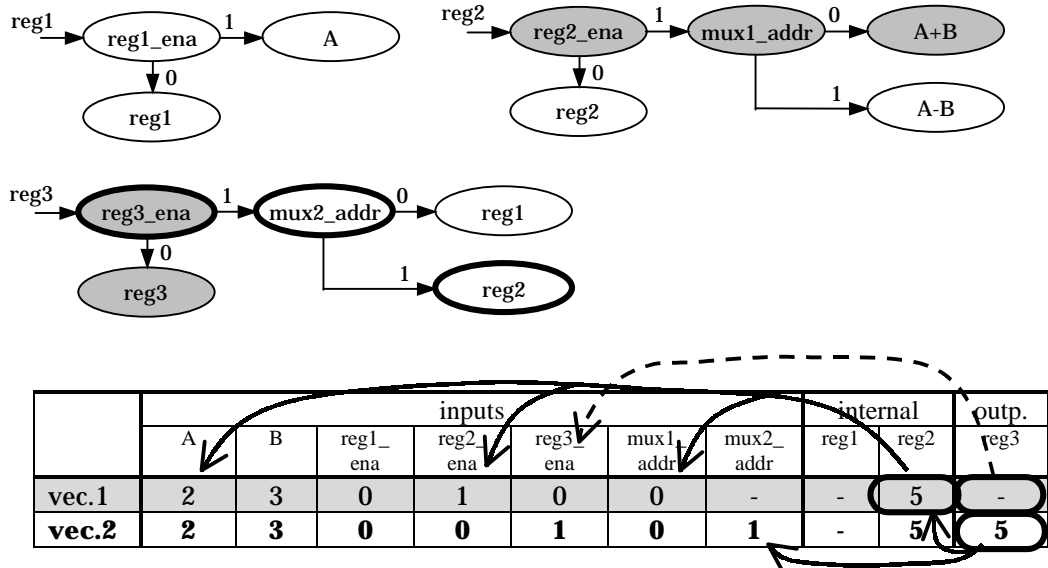 reg1 reg1_ena 1 A
0
reg1
reg2 reg2_ena 1 mux1_addr 0 A+B
0
reg2 1 A-B
reg3 reg3_ena 1 mux2_addr 0 reg1
0
reg3 1 reg2
inputs internal outp.
A B reg1_ ena reg2_ ena reg3_ ena mux1_ addr mux2_ addr reg1 reg2 reg3
vec.1 2 3 0 1 0 0 - - 5 -
vec.2 2 3 0 0 1 0 1 - 5 5